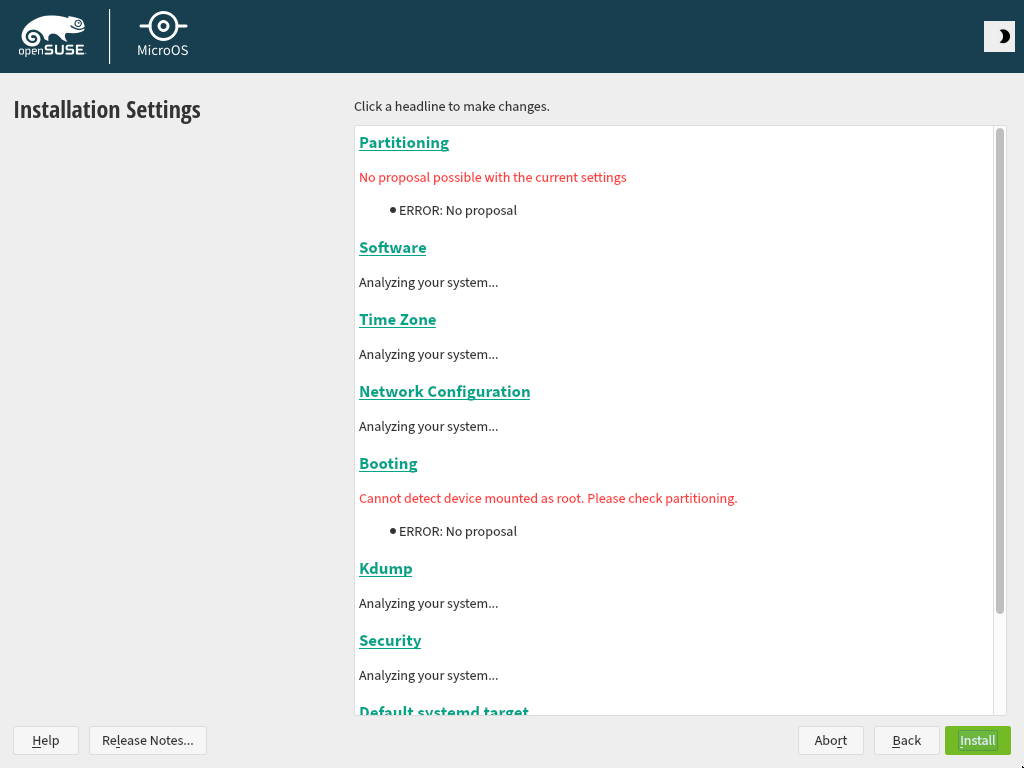 openSUSE
MicroOS
Installation Settings
Click a headline to make changes.
Partitioning
No proposal possible with the current settings
ERROR: No proposal
Software
Analyzing your system...
Time Zone
Analyzing your system...
Network Configuration
Analyzing your system...
Booting
Cannot detect device mounted as root. Please check partitioning.
ERROR: No proposal
Kdump
Analyzing your system...
Security
Analyzing your system...
Default systemd target
Help
Release Notes...
Abort
Back
Install